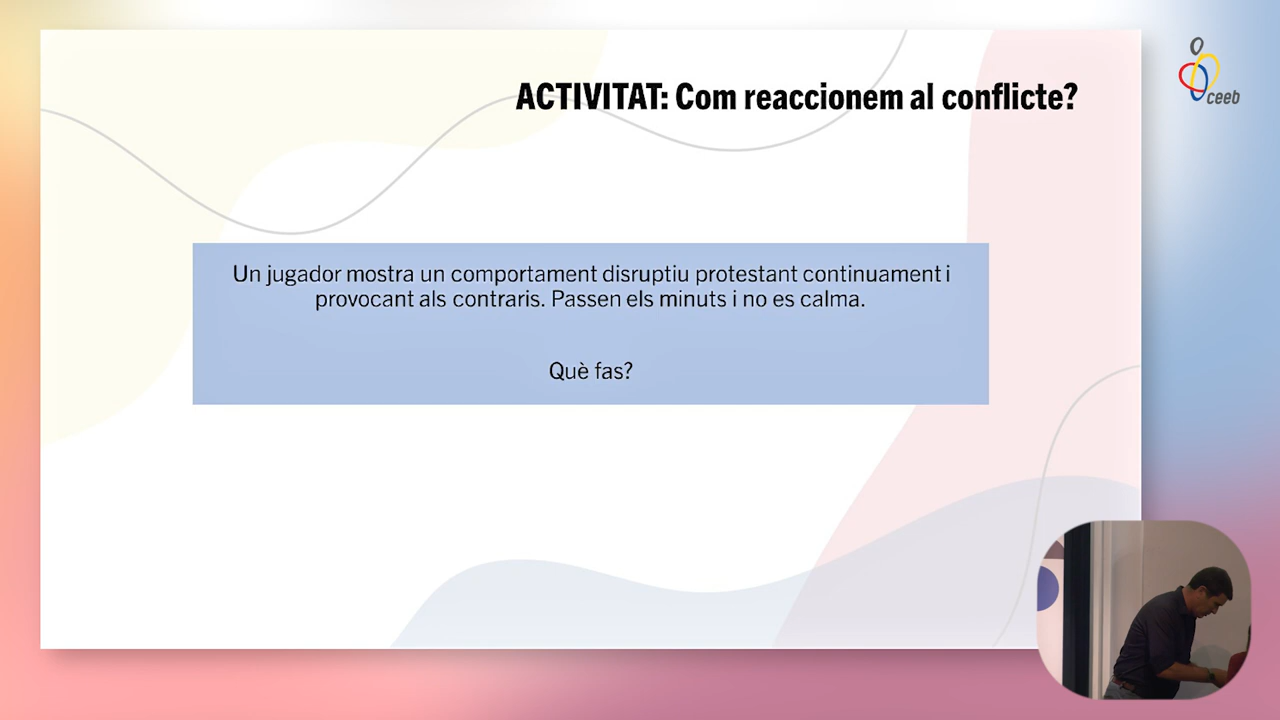 ACTIVITAT: Com reaccionem al conflicte?
ceeb
Un jugador mostra un comportament disruptiu protestant continuament i
provocant als contraris. Passen els minuts i no es calma.
Què fas?